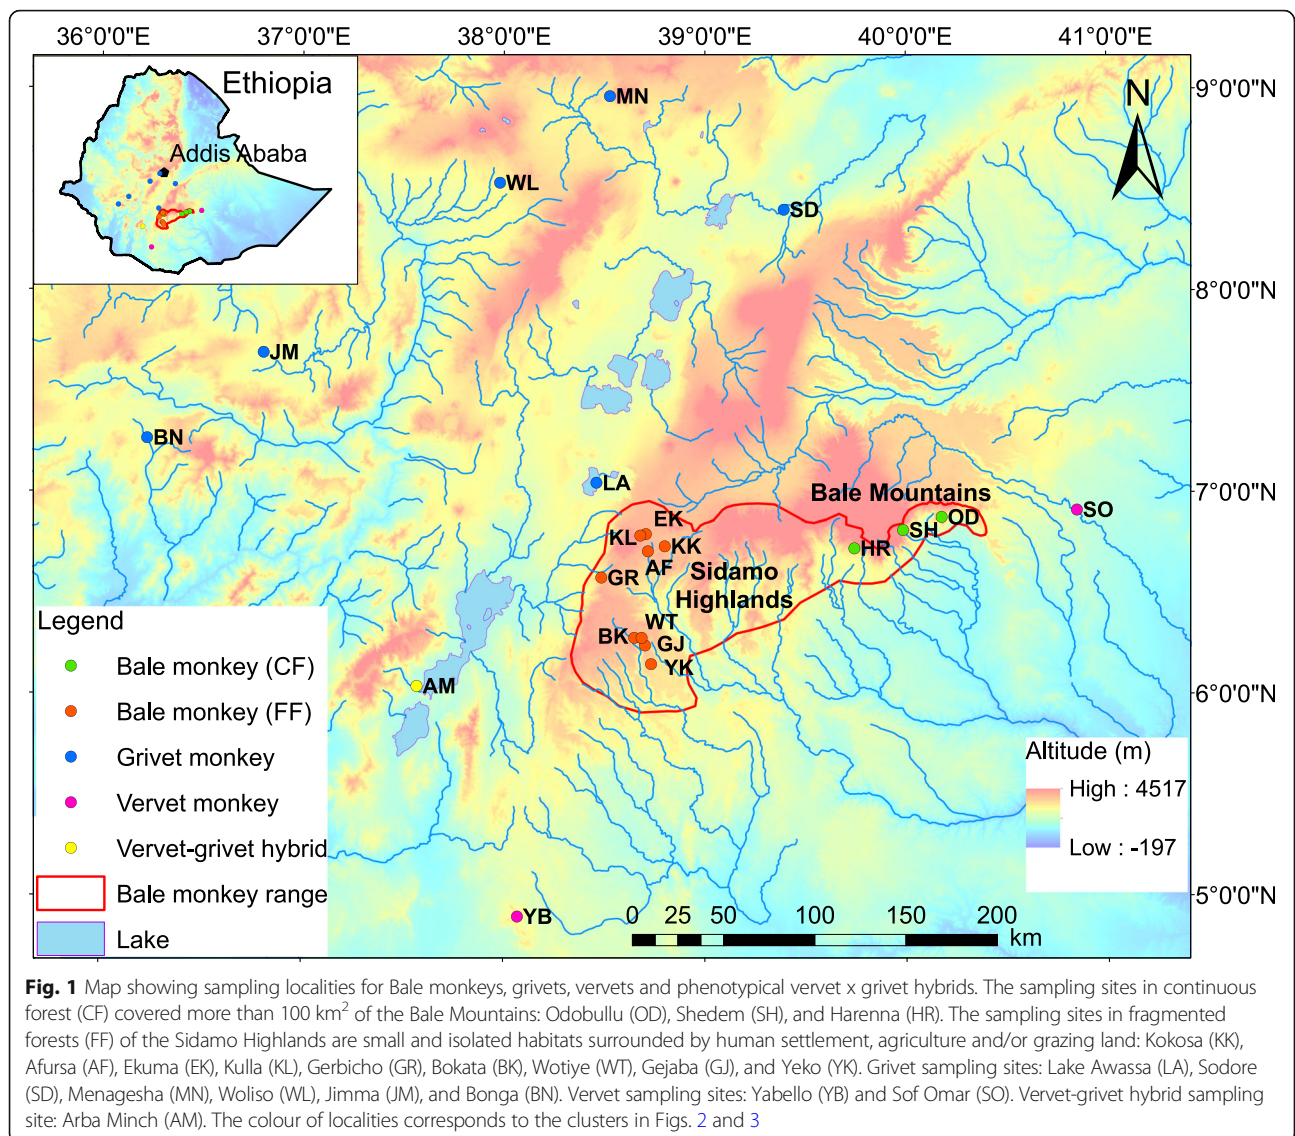 36°0'0"E 37°0'0"E 38°0'0"E 39°0'0"E 40°0'0"E 41°0'0"E
Ethiopia
Addis Ababa
N
MN
9°0'0"N
WL
SD
8°0'0"N
JM
BN
LA
7°0'0"N
Bale Mountains
SO
EK
OD
KL
SH
KK
HR
AF
GR
Sidamo
Highlands
WT
BK
GJ
YK
AM
6°0'0"N
YB
5°0'0"N
Legend
Bale monkey (CF)
Bale monkey (FF)
Grivet monkey
Vervet monkey
Vervet-grivet hybrid
Bale monkey range
Lake
Altitude (m)
High : 4517
Low : -197
0 25 50 100 150 200
km
Fig. 1 Map showing sampling localities for Bale monkeys, grivets, vervets and phenotypical vervet x grivet hybrids. The sampling sites in continuous
forest (CF) covered more than 100 km² of the Bale Mountains: Odobullu (OD), Shedem (SH), and Harenna (HR). The sampling sites in fragmented
forests (FF) of the Sidamo Highlands are small and isolated habitats surrounded by human settlement, agriculture and/or grazing land: Kokosa (KK),
Afursa (AF), Ekuma (EK), Kulla (KL), Gerbicho (GR), Bokata (BK), Wotiye (WT), Gejaba (GJ), and Yeko (YK). Grivet sampling sites: Lake Awassa (LA), Sodore
(SD), Menagesha (MN), Woliso (WL), Jimma (JM), and Bonga (BN). Vervet sampling sites: Yabello (YB) and Sof Omar (SO). Vervet-grivet hybrid sampling
site: Arba Minch (AM). The colour of localities corresponds to the clusters in Figs. 2 and 3